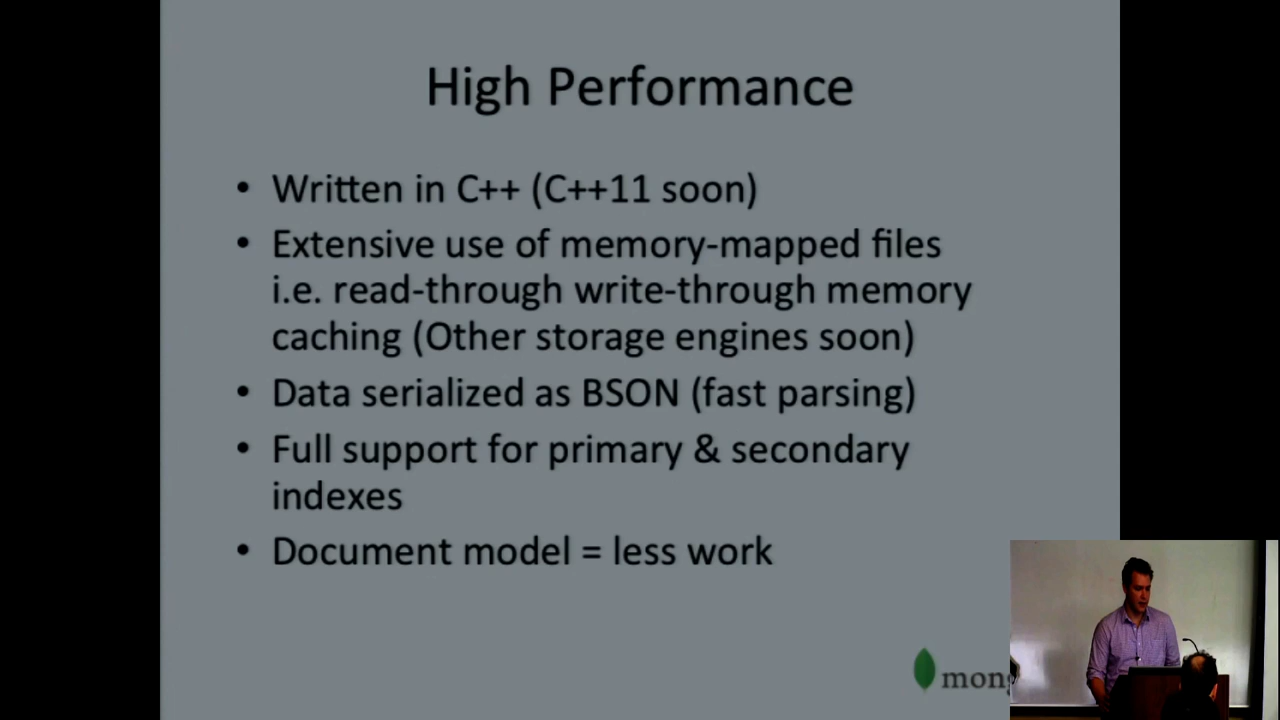 High Performance
• Written in C++ (C++11 soon)
• Extensive use of memory-mapped files
i.e. read-through write-through memory
caching (Other storage engines soon)
• Data serialized as BSON (fast parsing)
• Full support for primary & secondary
indexes
• Document model = less work
mong